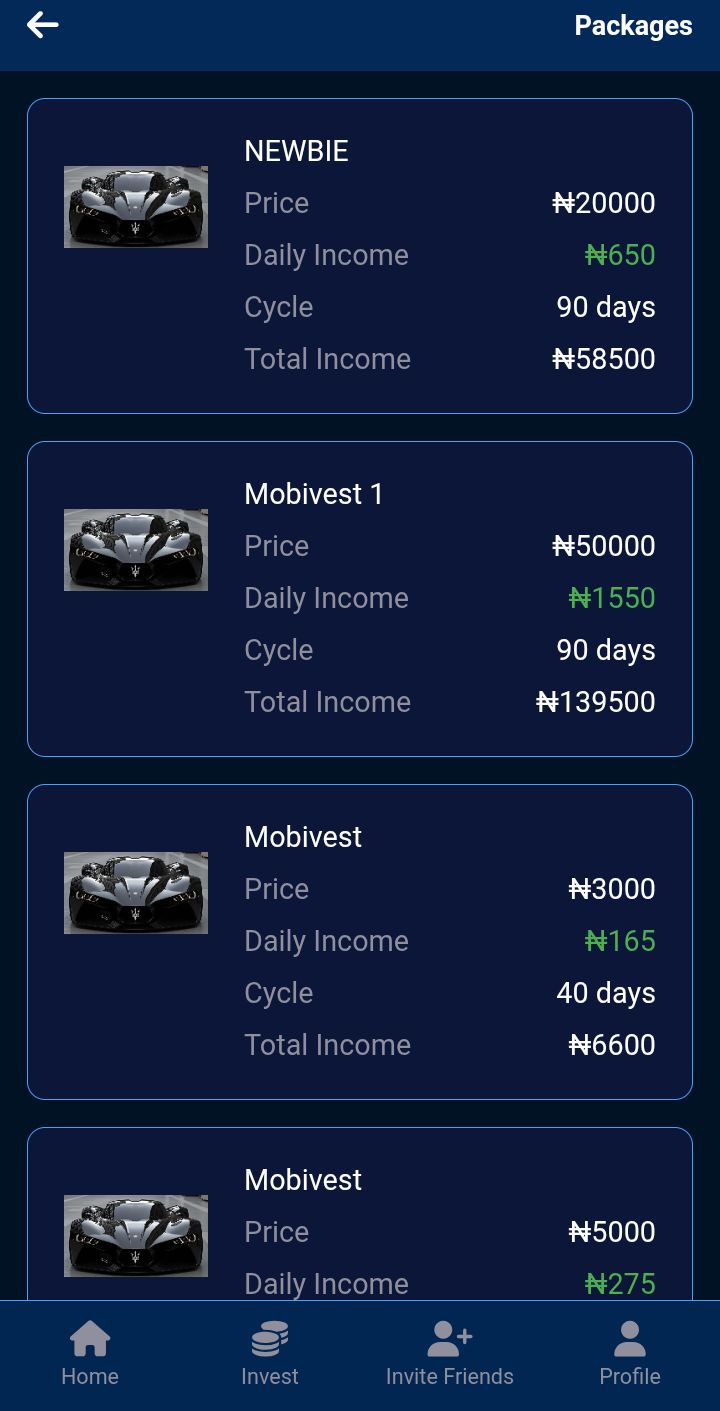 Packages
NEWBIE
Price ₦20000
Daily Income ₦650
Cycle 90 days
Total Income ₦58500
Mobivest 1
Price ₦50000
Daily Income ₦1550
Cycle 90 days
Total Income ₦139500
Mobivest
Price ₦3000
Daily Income ₦165
Cycle 40 days
Total Income ₦6600
Mobivest
Price ₦5000
Daily Income ₦275
Home Invest Invite Friends Profile